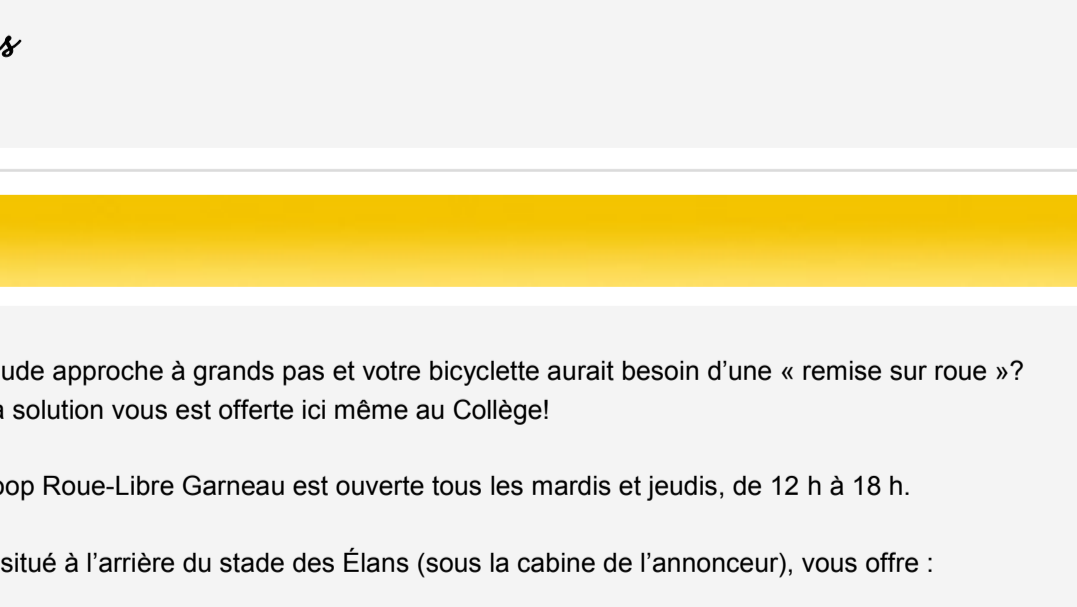 s
ude approche à grands pas et votre bicyclette aurait besoin d’une « remise sur roue »?
solution vous est offerte ici même au Collège!
oop Roue-Libre Garneau est ouverte tous les mardis et jeudis, de 12 h à 18 h.
situé à l’arrière du stade des Élans (sous la cabine de l’annonceur), vous offre :